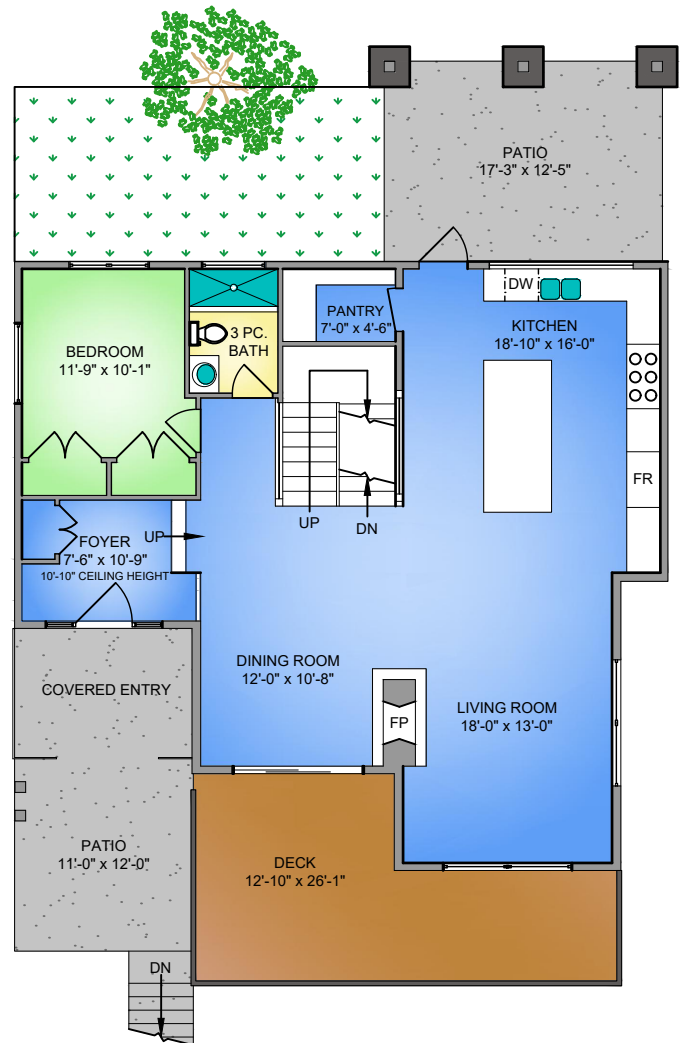 PATIO
17'-3" x 12'-5"
DW
PANTRY
7'-0" x 4'-6"
KITCHEN
18'-10" x 16'-0"
3 PC.
BATH
BEDROOM
11'-9" x 10'-1"
FR
UP
DN
UP
FOYER
7'-6" x 10'-9"
10'-10" CEILING HEIGHT
DINING ROOM
12'-0" x 10'-8"
COVERED ENTRY
FP
LIVING ROOM
18'-0" x 13'-0"
PATIO
11'-0" x 12'-0"
DECK
12'-10" x 26'-1"
DN